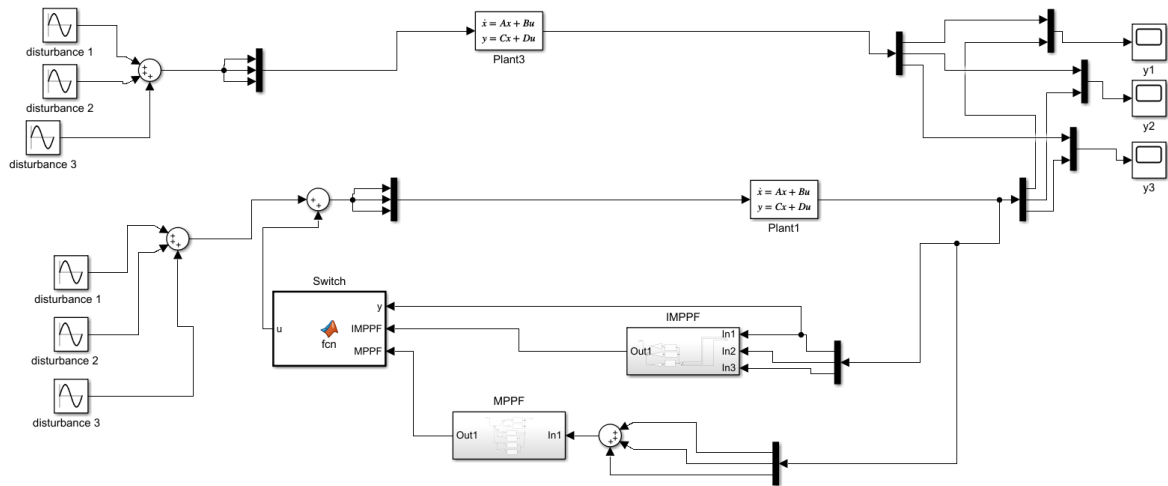 disturbance 1
disturbance 2
disturbance 3
+
+
+
ẋ = Ax + Bu
y = Cx + Du
Plant3
y1
y2
y3
disturbance 1
disturbance 2
disturbance 3
+
+
+
+
+
ẋ = Ax + Bu
y = Cx + Du
Plant1
Switch
u
fcn
y
IMPPF
MPPF
IMPPF
Out1
In1
In2
In3
MPPF
Out1
In1
+
+
+